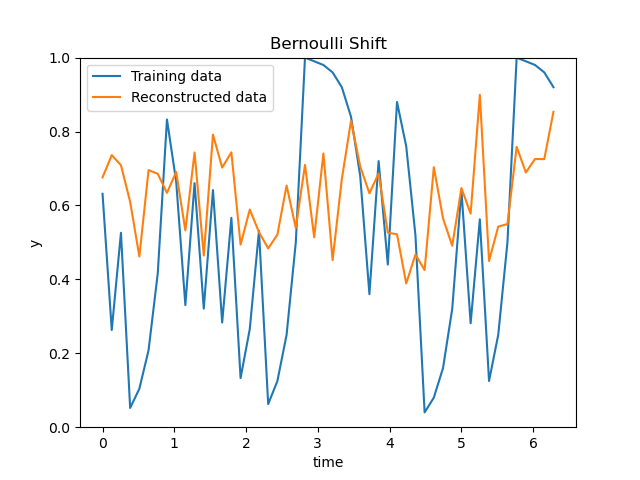 Bernoulli Shift
Training data
Reconstructed data
1.0
0.8
0.6
0.4
0.2
0.0
y
0 1 2 3 4 5 6
time